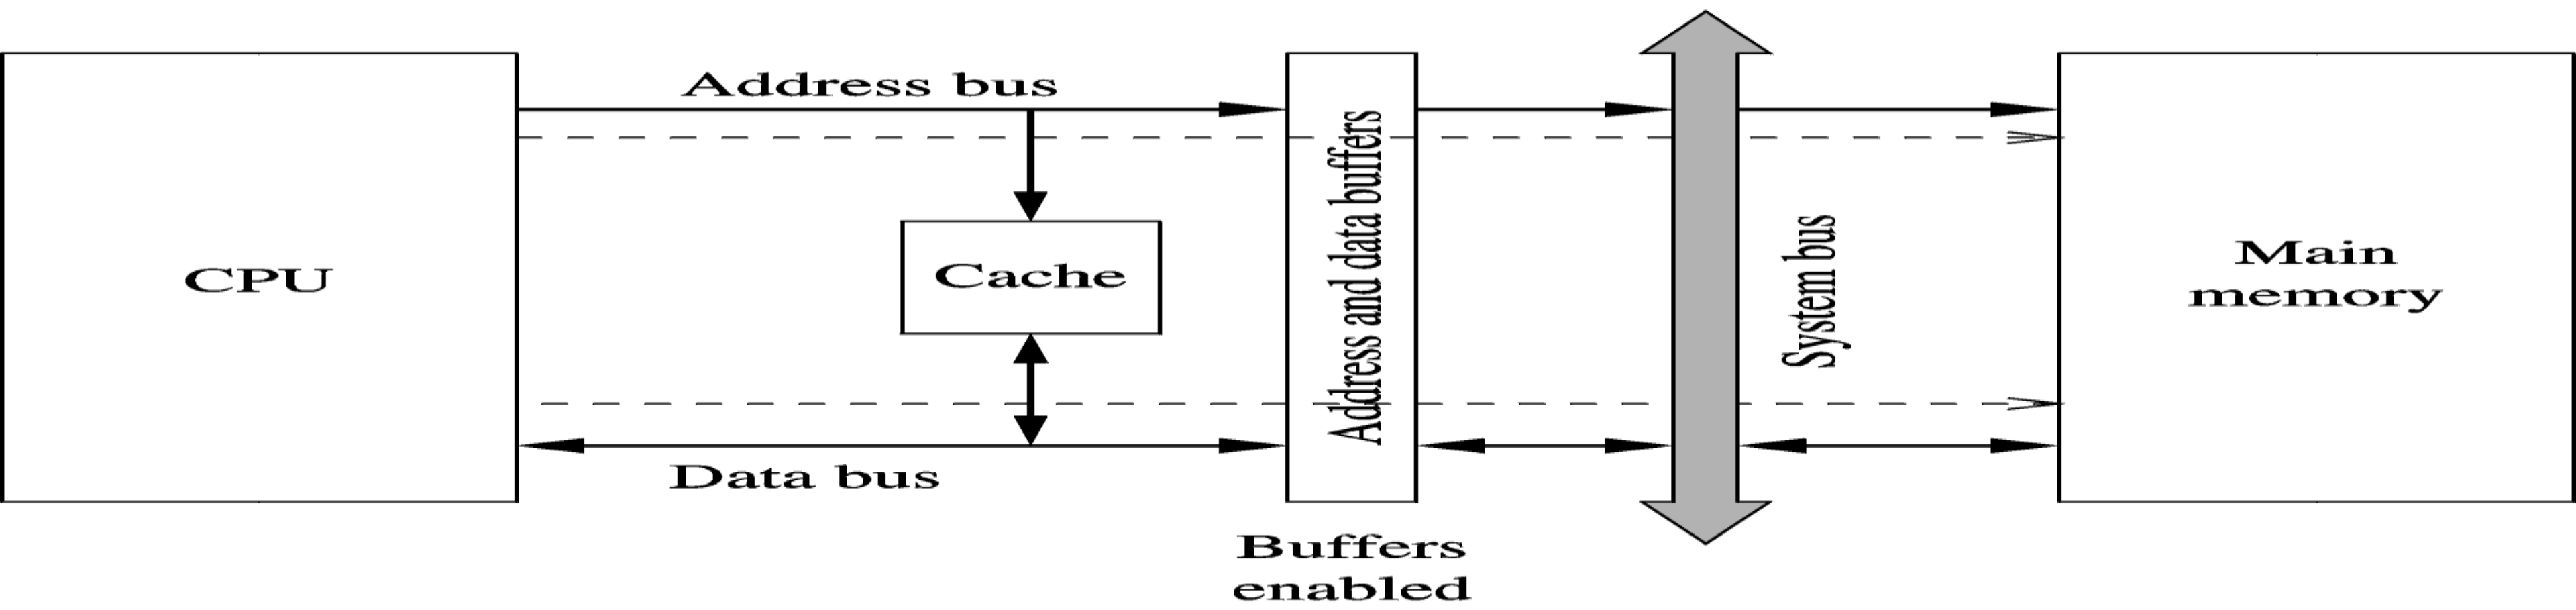 Address bus
CPU
Cache
Address and data buffers
System bus
Main
memory
Data bus
Buffers
enabled